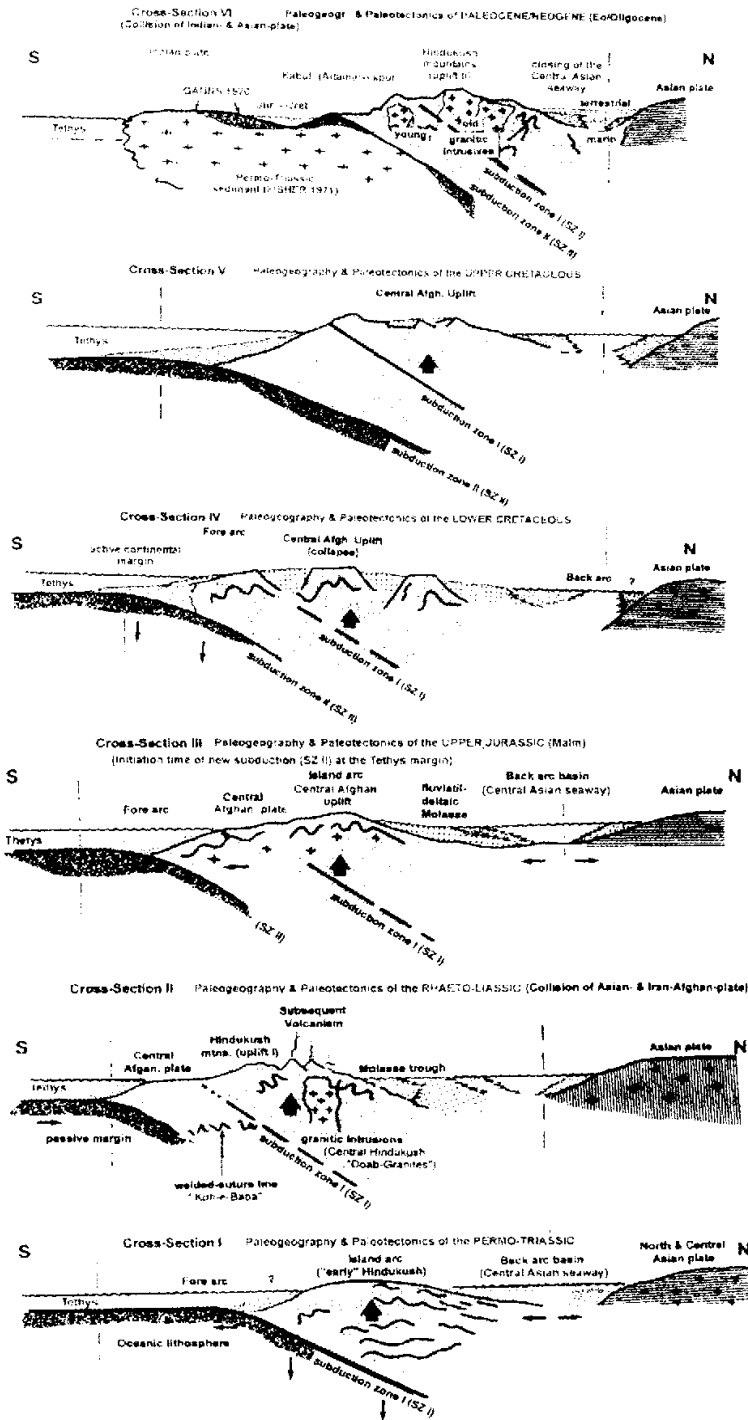 Cross-Section VI Paleogeogr. & Paleotectonics of PALEOGENE/NEOGENE (Eo/Oligocene)
(Collision of Indian- & Asian-plate)
S
N
Indian plate
Kabul
Hindukush
mountains
(uplift II)
closing of the
Central Asian
seaway
Asian plate
terrestrial
Tethys
young
old
granitic
intrusives
marin
Permo-Triassic
sediment (FISHER 1971)
subduction zone I (SZ I)
subduction zone II (SZ II)
Cross-Section V Paleogeography & Paleotectonics of the UPPER CRETACEOUS
S
N
Central Afgh. Uplift
Asian plate
Tethys
subduction zone I (SZ I)
subduction zone II (SZ II)
Cross-Section IV Paleogeography & Paleotectonics of the LOWER CRETACEOUS
S
N
Fore arc
active continental
margin
Central Afgh. Uplift
(collapse)
Back arc ?
Asian plate
Tethys
subduction zone I (SZ I)
subduction zone II (SZ II)
Cross-Section III Paleogeography & Paleotectonics of the UPPER JURASSIC (Malm)
(Initiation time of new subduction (SZ II) at the Tethys margin)
S
N
Fore arc
Central
Afghan. plate
Island arc
Central Afghan
uplift
fluviatil-
deltaic
Molasse
Back arc basin
(Central Asian seaway)
Asian plate
Thetys
(SZ II)
subduction zone I (SZ I)
Cross-Section II Paleogeography & Paleotectonics of the RHAETO-LIASSIC (Collision of Asian- & Iran-Afghan-plate)
S
N
Subsequent
Volcanism
Central
Afgan. plate
Hindukush
mtns. (uplift I)
Molasse trough
Asian plate
Tethys
passive margin
granitic Intrusions
(Central Hindukush
"Doab-Granites")
welded-suture line
"Koh-e-Baba"
subduction zone I (SZ I)
Cross-Section I Paleogeography & Paleotectonics of the PERMO-TRIASSIC
S
N
Fore arc ?
Island arc
("early" Hindukush)
Back arc basin
(Central Asian seaway)
North & Central
Asian plate
Tethys
Oceanic lithosphere
subduction zone I (SZ I)